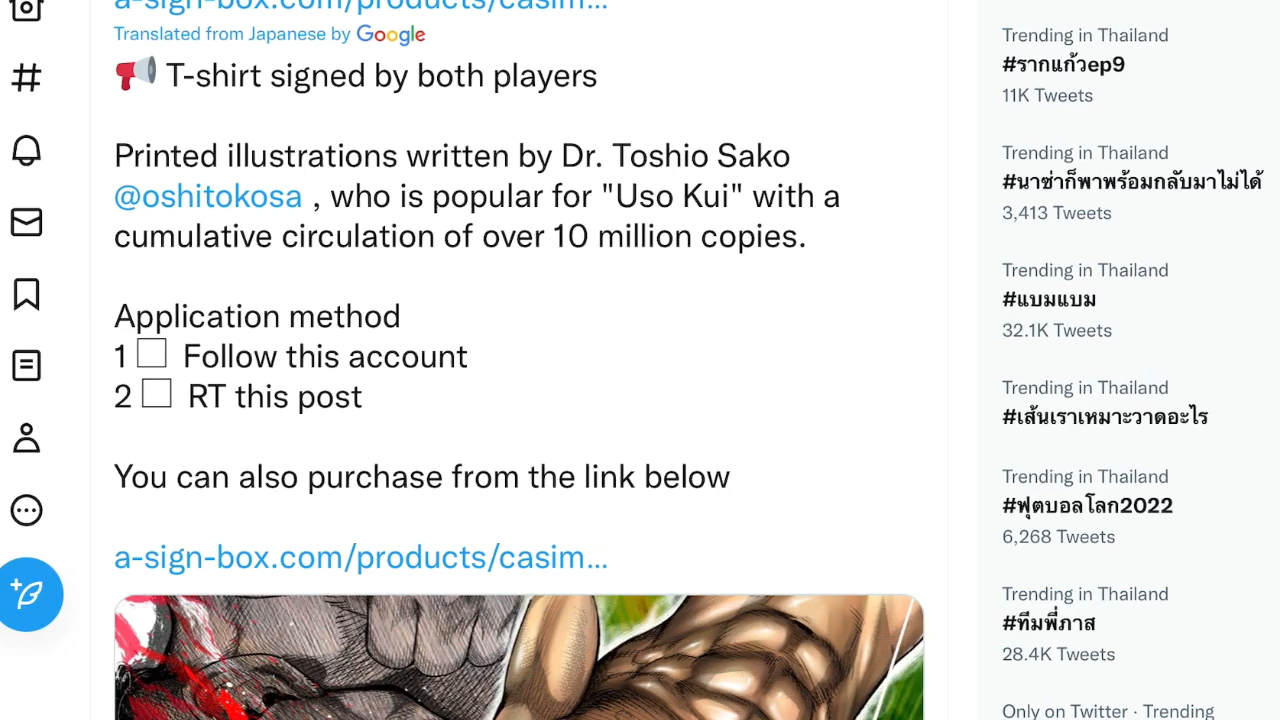 a-sign-box.com/products/casim...
Translated from Japanese by Google
T-shirt signed by both players
Printed illustrations written by Dr. Toshio Sako
@oshitokosa , who is popular for "Uso Kui" with a
cumulative circulation of over 10 million copies.
Application method
1 Follow this account
2 RT this post
You can also purchase from the link below
a-sign-box.com/products/casim...
Trending in Thailand
#รากแก้วep9
11K Tweets
Trending in Thailand
#นาซ่าก็พาพร้อมกลับมาไม่ได้
3,413 Tweets
Trending in Thailand
#แบมแบม
32.1K Tweets
Trending in Thailand
#เส้นเราเหมาะวาดอะไร
Trending in Thailand
#ฟุตบอลโลก2022
6,268 Tweets
Trending in Thailand
#ทีมพี่ภาส
28.4K Tweets
Only on Twitter · Trending